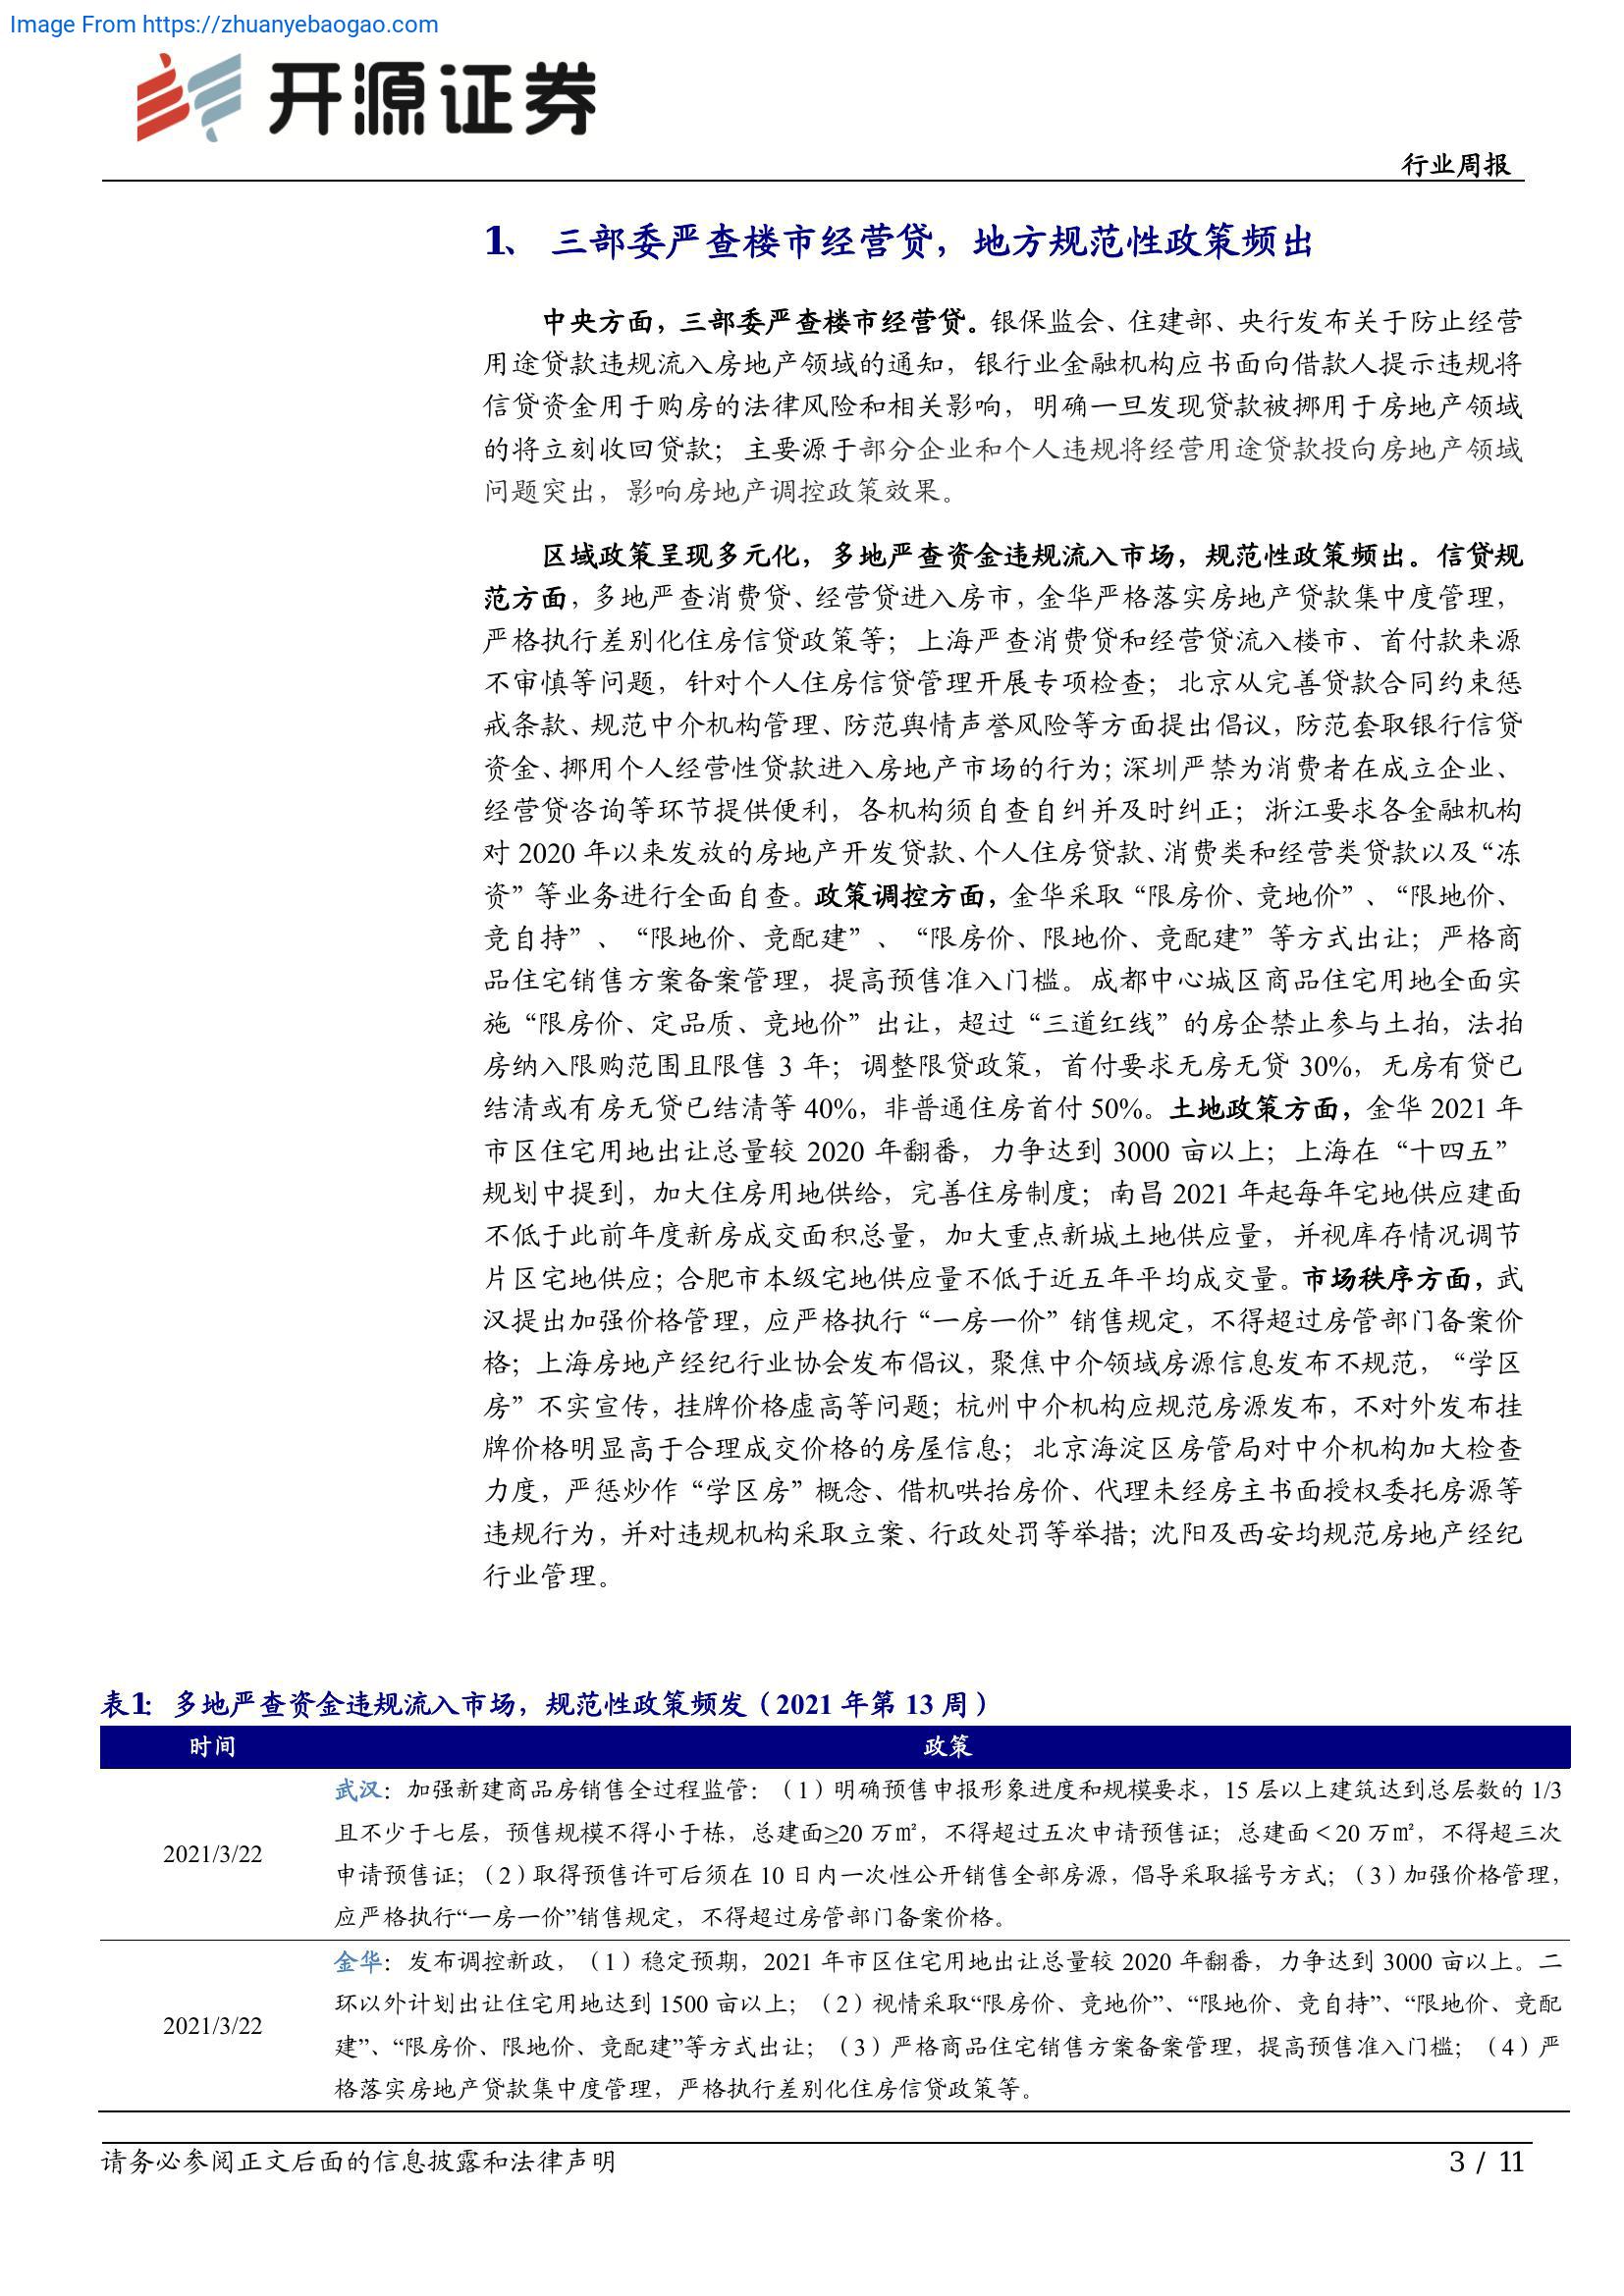 Image From https://zhuanyebaogao.com
开源证券
行业周报
1、 三部委严查楼市经营贷，地方规范性政策频出
中央方面，三部委严查楼市经营贷。银保监会、住建部、央行发布关于防止经营
用途贷款违规流入房地产领域的通知，银行业金融机构应书面向借款人提示违规将
信贷资金用于购房的法律风险和相关影响，明确一旦发现贷款被挪用于房地产领域
的将立刻收回贷款；主要源于部分企业和个人违规将经营用途贷款投向房地产领域
问题突出，影响房地产调控政策效果。
区域政策呈现多元化，多地严查资金违规流入市场，规范性政策频出。信贷规
范方面，多地严查消费贷、经营贷进入房市，金华严格落实房地产贷款集中度管理，
严格执行差别化住房信贷政策等；上海严查消费贷和经营贷流入楼市、首付款来源
不审慎等问题，针对个人住房信贷管理开展专项检查；北京从完善贷款合同约束惩
戒条款、规范中介机构管理、防范舆情声誉风险等方面提出倡议，防范套取银行信贷
资金、挪用个人经营性贷款进入房地产市场的行为；深圳严禁为消费者在成立企业、
经营贷咨询等环节提供便利，各机构须自查自纠并及时纠正；浙江要求各金融机构
对 2020 年以来发放的房地产开发贷款、个人住房贷款、消费类和经营类贷款以及“冻
资”等业务进行全面自查。政策调控方面，金华采取“限房价、竞地价”、“限地价、
竞自持”、“限地价、竞配建”、“限房价、限地价、竞配建”等方式出让；严格商
品住宅销售方案备案管理，提高预售准入门槛。成都中心城区商品住宅用地全面实
施“限房价、定品质、竞地价”出让，超过“三道红线”的房企禁止参与土拍，法拍
房纳入限购范围且限售 3 年；调整限贷政策，首付要求无房无贷 30%，无房有贷已
结清或有房无贷已结清等 40%，非普通住房首付 50%。土地政策方面，金华 2021 年
市区住宅用地出让总量较 2020 年翻番，力争达到 3000 亩以上；上海在“十四五”
规划中提到，加大住房用地供给，完善住房制度；南昌 2021 年起每年宅地供应建面
不低于此前年度新房成交面积总量，加大重点新城土地供应量，并视库存情况调节
片区宅地供应；合肥市本级宅地供应量不低于近五年平均成交量。市场秩序方面，武
汉提出加强价格管理，应严格执行“一房一价”销售规定，不得超过房管部门备案价
格；上海房地产经纪行业协会发布倡议，聚焦中介领域房源信息发布不规范，“学区
房”不实宣传，挂牌价格虚高等问题；杭州中介机构应规范房源发布，不对外发布挂
牌价格明显高于合理成交价格的房屋信息；北京海淀区房管局对中介机构加大检查
力度，严惩炒作“学区房”概念、借机哄抬房价、代理未经房主书面授权委托房源等
违规行为，并对违规机构采取立案、行政处罚等举措；沈阳及西安均规范房地产经纪
行业管理。
表1： 多地严查资金违规流入市场，规范性政策频发（2021 年第 13 周）
时间 政策
武汉：加强新建商品房销售全过程监管：（1）明确预售申报形象进度和规模要求，15 层以上建筑达到总层数的 1/3
且不少于七层，预售规模不得小于栋，总建面≥20 万㎡，不得超过五次申请预售证；总建面＜20 万㎡，不得超三次
2021/3/22
申请预售证；（2）取得预售许可后须在 10 日内一次性公开销售全部房源，倡导采取摇号方式；（3）加强价格管理，
应严格执行“一房一价”销售规定，不得超过房管部门备案价格。
金华：发布调控新政，（1）稳定预期，2021 年市区住宅用地出让总量较 2020 年翻番，力争达到 3000 亩以上。二
环以外计划出让住宅用地达到 1500 亩以上；（2）视情采取“限房价、竞地价”、“限地价、竞自持”、“限地价、竞配
2021/3/22
建”、“限房价、限地价、竞配建”等方式出让；（3）严格商品住宅销售方案备案管理，提高预售准入门槛；（4）严
格落实房地产贷款集中度管理，严格执行差别化住房信贷政策等。
请务必参阅正文后面的信息披露和法律声明
3 / 11